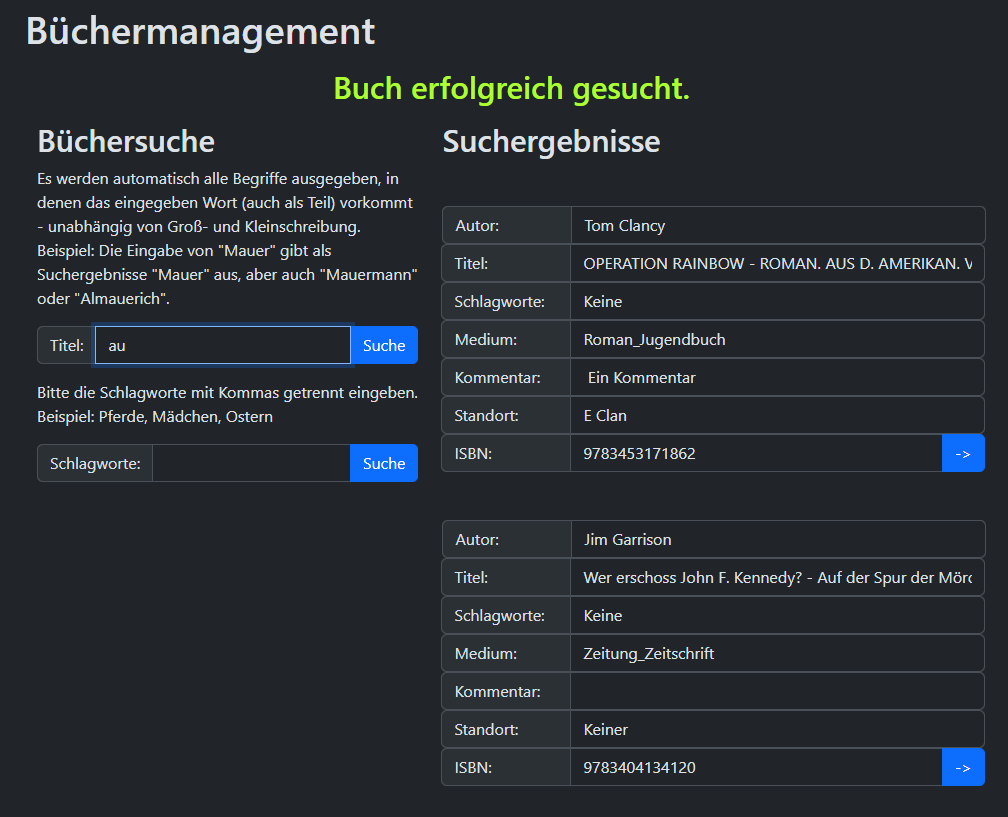 Büchermanagement
Buch erfolgreich gesucht.
Büchersuche
Es werden automatisch alle Begriffe ausgegeben, in
denen das eingegeben Wort (auch als Teil) vorkommt
- unabhängig von Groß- und Kleinschreibung.
Beispiel: Die Eingabe von "Mauer" gibt als
Suchergebnisse "Mauer" aus, aber auch "Mauermann"
oder "Almauerich".
Titel: au Suche
Bitte die Schlagworte mit Kommas getrennt eingeben.
Beispiel: Pferde, Mädchen, Ostern
Schlagworte: Suche
Suchergebnisse
Autor: Tom Clancy
Titel: OPERATION RAINBOW - ROMAN. AUS D. AMERIKAN. V
Schlagworte: Keine
Medium: Roman_Jugendbuch
Kommentar: Ein Kommentar
Standort: E Clan
ISBN: 9783453171862 ->
Autor: Jim Garrison
Titel: Wer erschoss John F. Kennedy? - Auf der Spur der Mörd
Schlagworte: Keine
Medium: Zeitung_Zeitschrift
Kommentar:
Standort: Keiner
ISBN: 9783404134120 ->